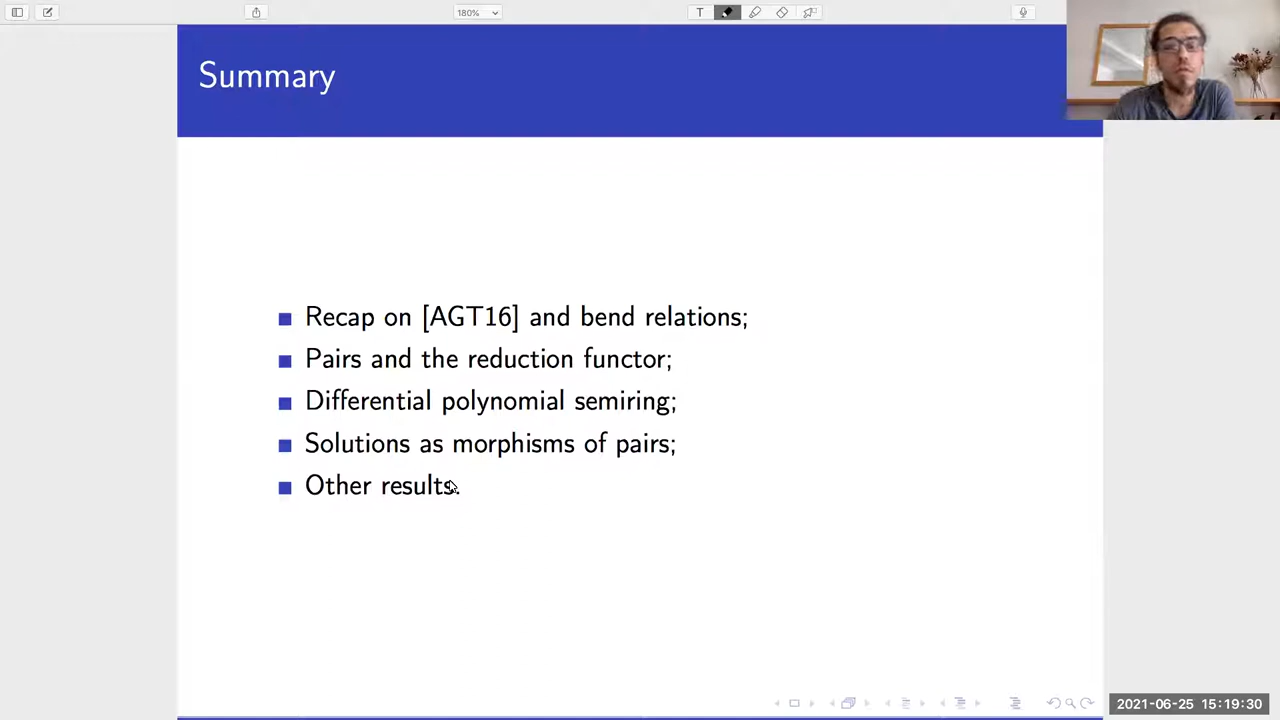 180%
T
Summary
Recap on [AGT16] and bend relations;
Pairs and the reduction functor;
Differential polynomial semiring;
Solutions as morphisms of pairs;
Other results.
2021-06-25 15:19:30